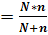 = N*n / N+n